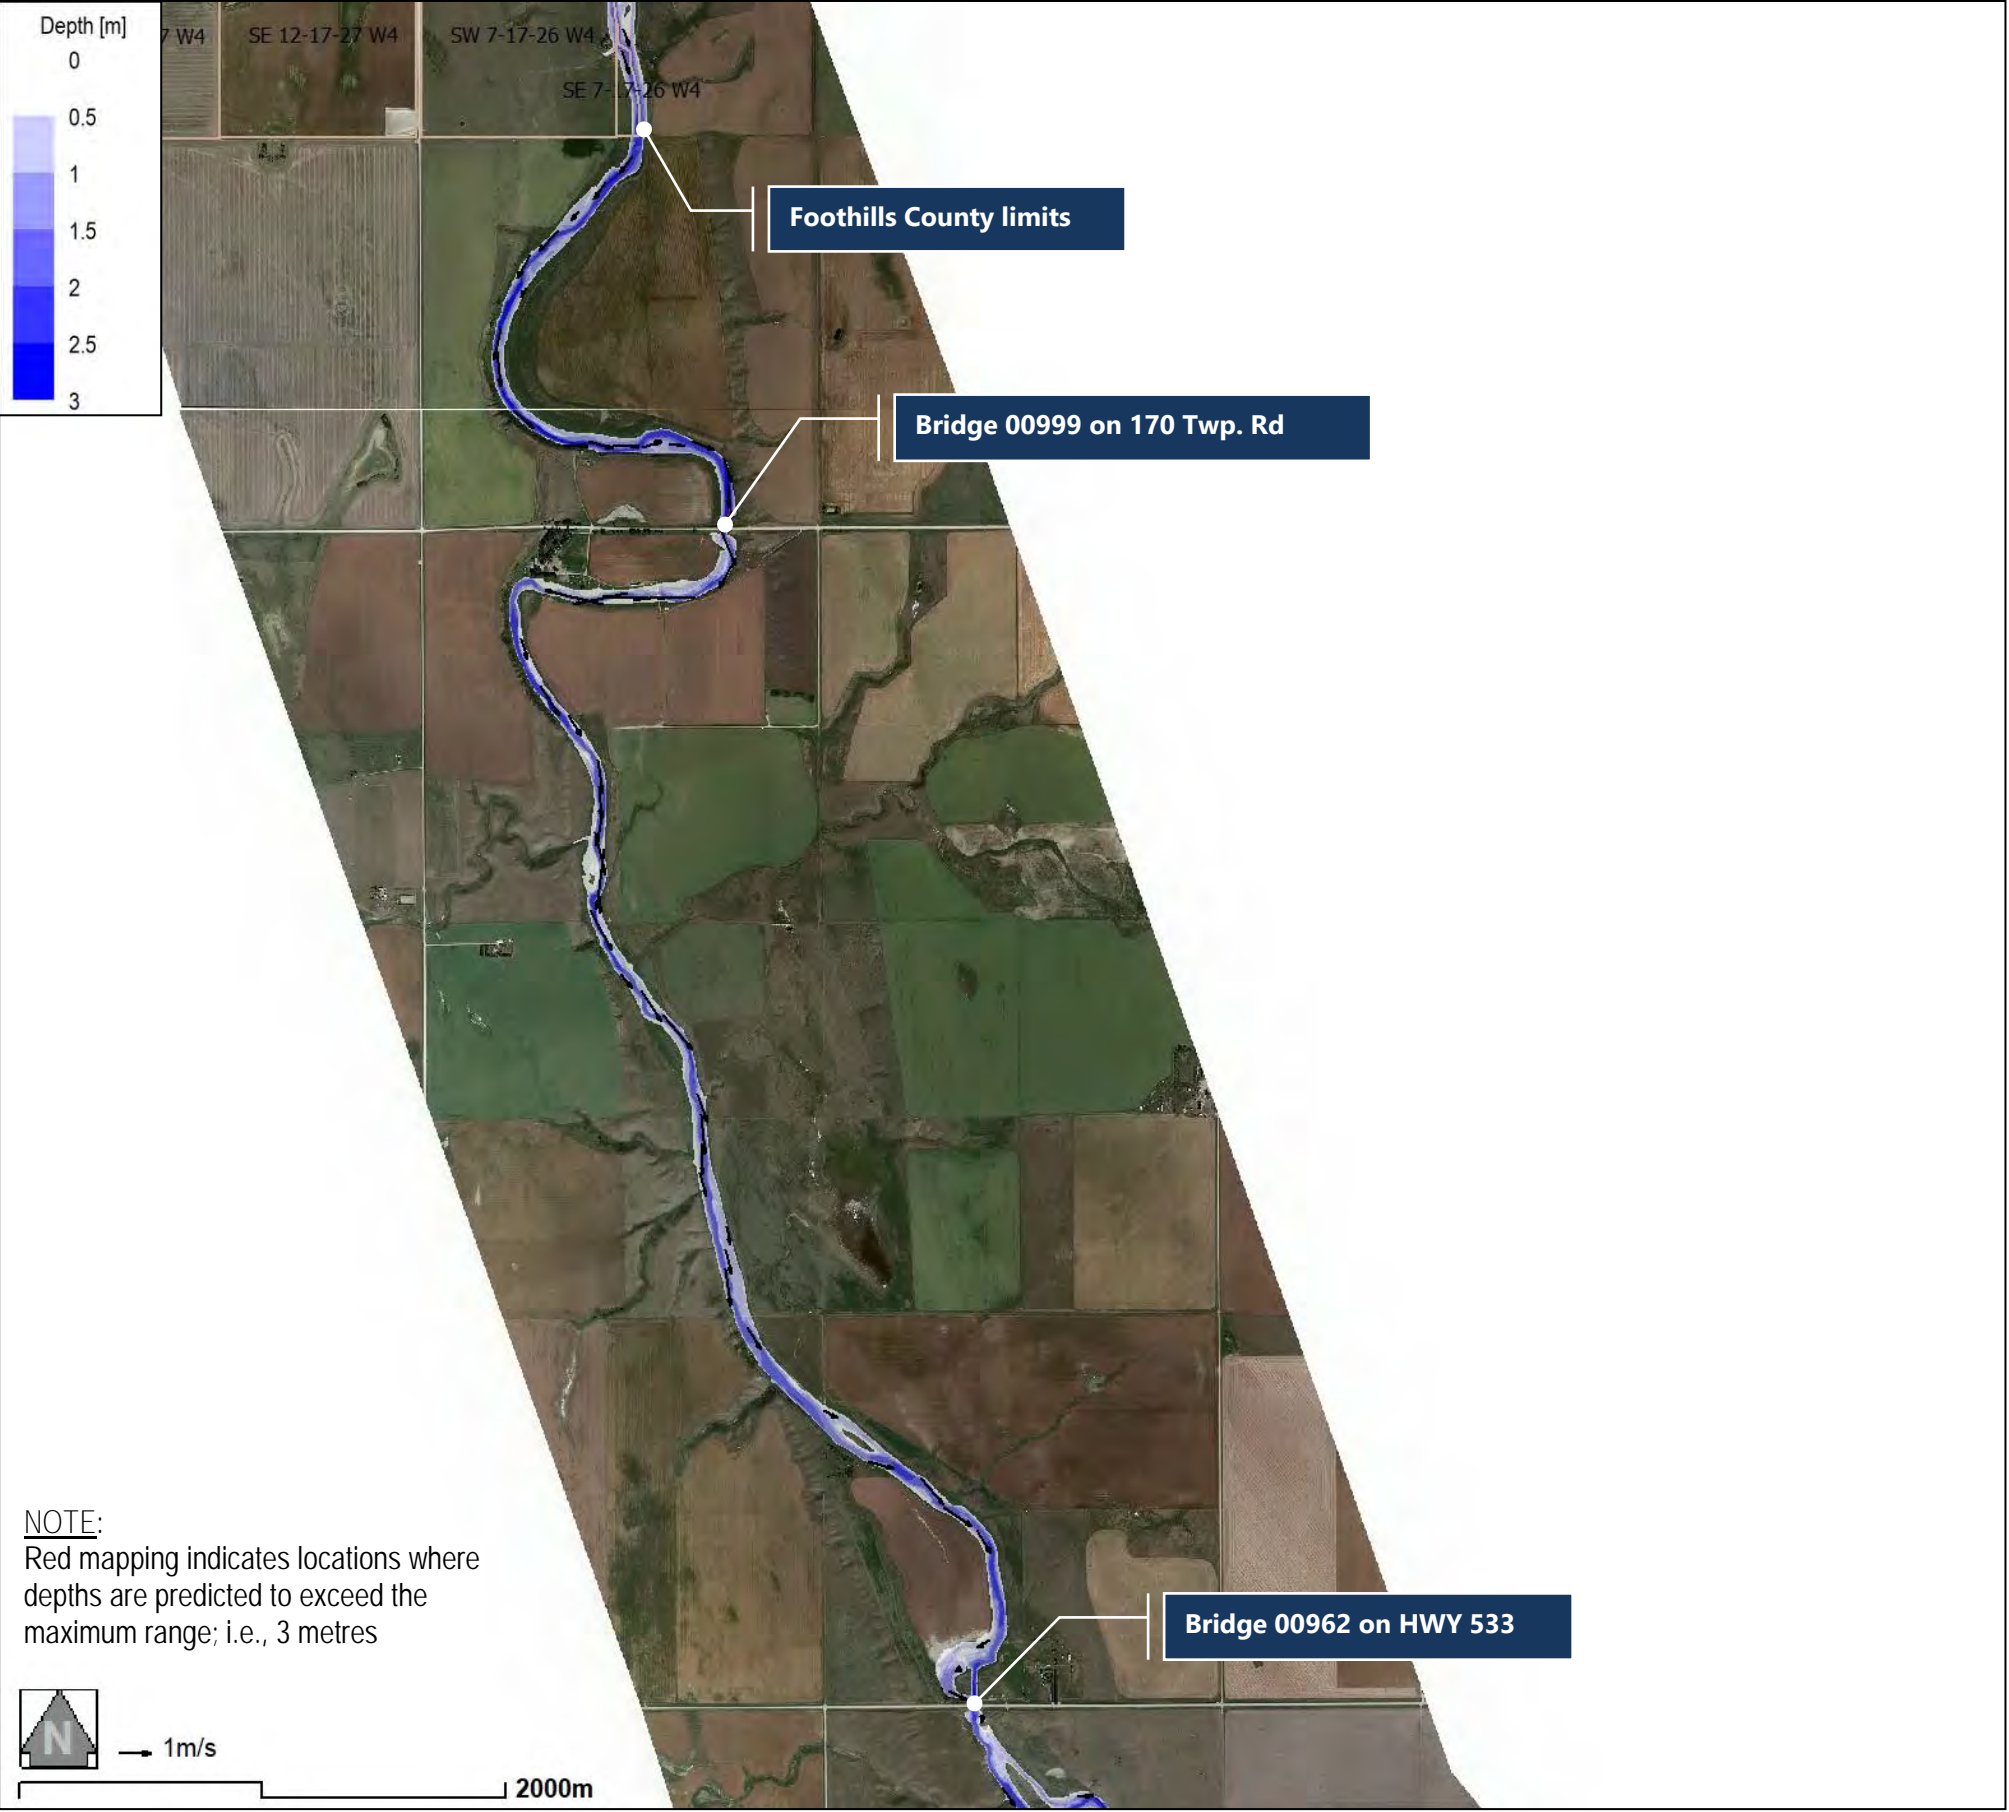 Depth [m]
0
0.5
1
1.5
2
2.5
3
7 W4
SE 12-17-27 W4
SW 7-17-26 W4
SE 7-17-26 W4
Foothills County limits
Bridge 00999 on 170 Twp. Rd
Bridge 00962 on HWY 533
NOTE:
Red mapping indicates locations where
depths are predicted to exceed the
maximum range; i.e., 3 metres
N
1m/s
2000m